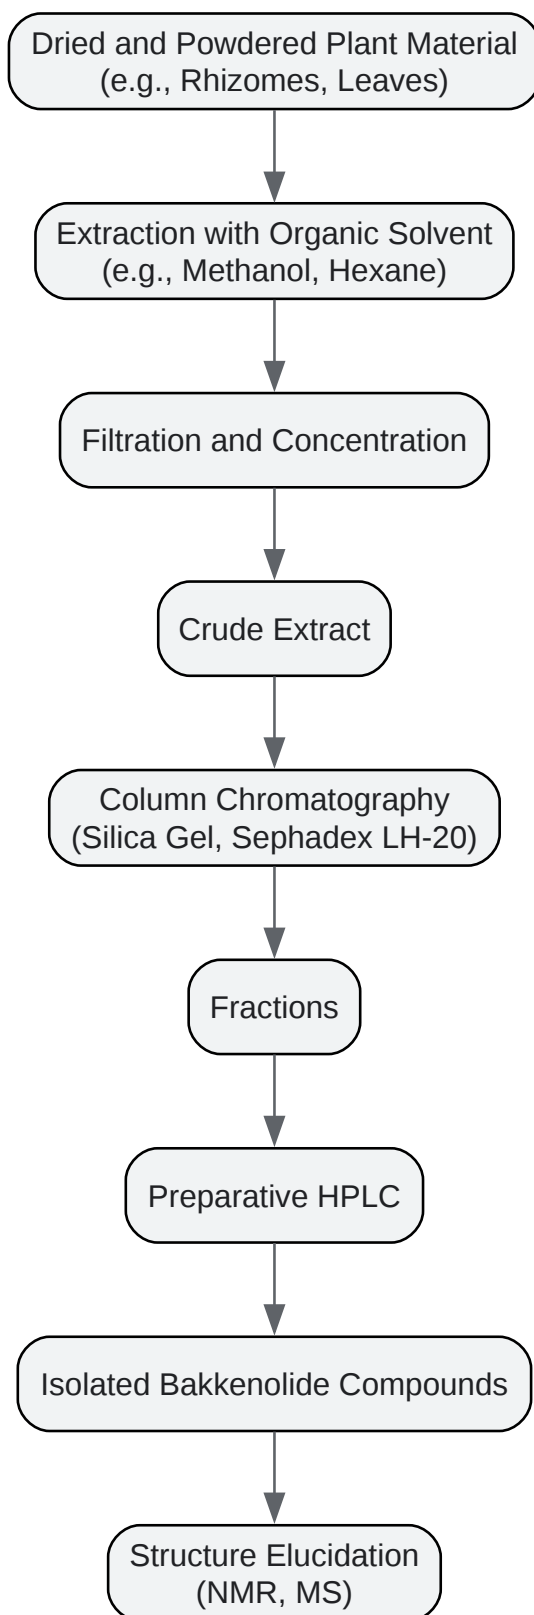 Dried and Powdered Plant Material
(e.g., Rhizomes, Leaves)
Extraction with Organic Solvent
(e.g., Methanol, Hexane)
Filtration and Concentration
Crude Extract
Column Chromatography
(Silica Gel, Sephadex LH-20)
Fractions
Preparative HPLC
Isolated Bakkenolide Compounds
Structure Elucidation
(NMR, MS)